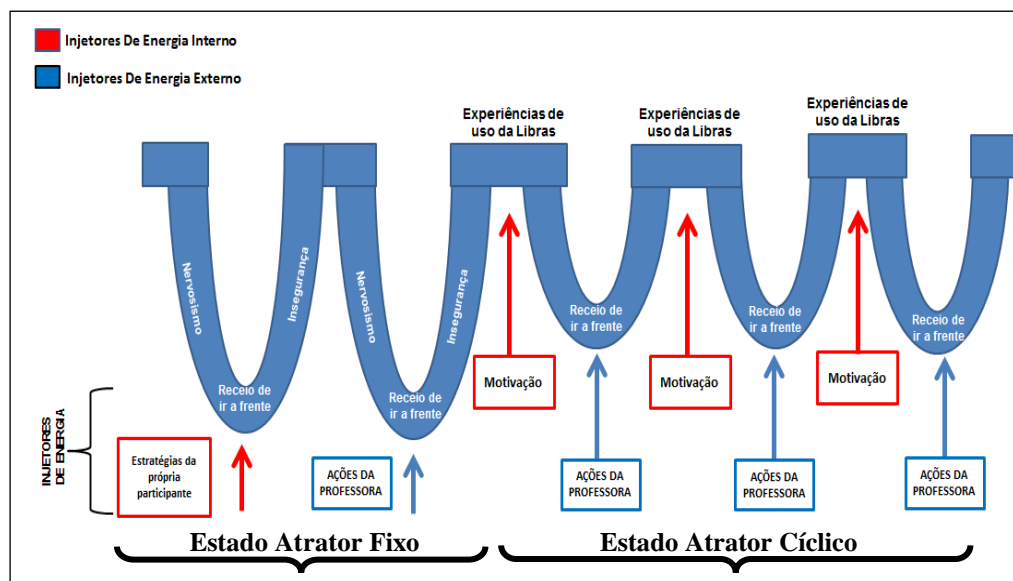 Injetores De Energia Interno
Injetores De Energia Externo
Experiências de
uso da Libras
Experiências de
uso da Libras
Experiências de
uso da Libras
Nervosismo
Insegurança
Nervosismo
Insegurança
Receio de
ir a frente
Receio de
ir a frente
Receio de
ir a frente
Receio de
ir a frente
Receio de
ir a frente
Motivação
Motivação
Motivação
INJETORES
DE ENERGIA
Estratégias da
própria
participante
AÇÕES DA
PROFESSORA
AÇÕES DA
PROFESSORA
AÇÕES DA
PROFESSORA
AÇÕES DA
PROFESSORA
Estado Atrator Fixo
Estado Atrator Cíclico